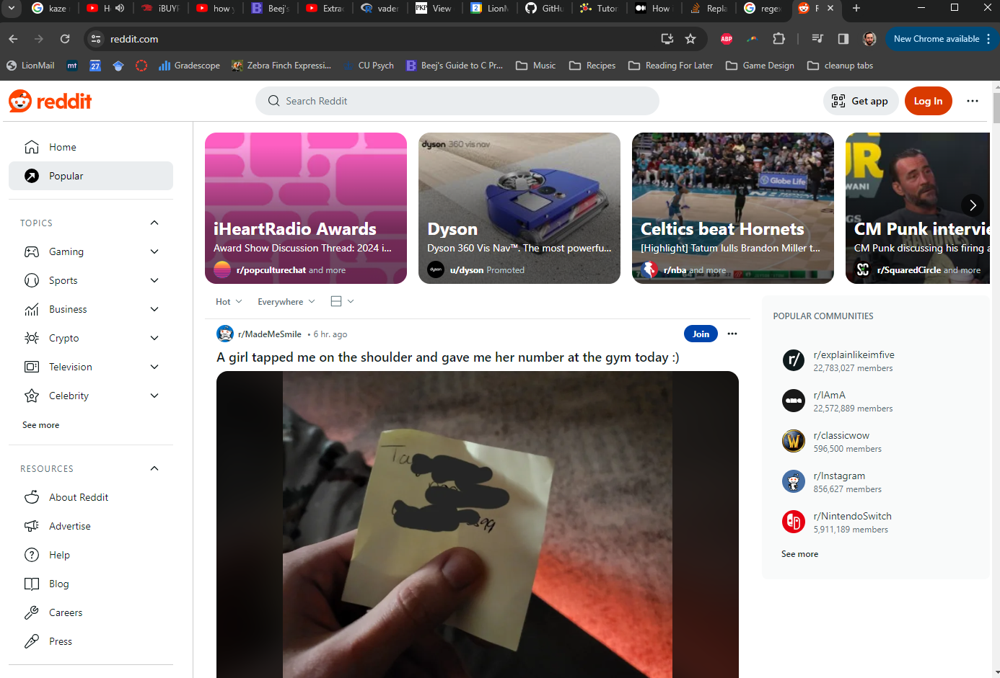 kaze
H
iBUYP
how y
Beej's
Extra
vader
View
LionM
GitHu
Tutor
How
Repla
regex
reddit.com
New Chrome available
LionMail
Gradescope
Zebra Finch Expressi...
CU Psych
Beej's Guide to C Pr...
Music
Recipes
Reading For Later
Game Design
cleanup tabs
reddit
Search Reddit
Get app
Log In
Home
Popular
TOPICS
Gaming
Sports
Business
Crypto
Television
Celebrity
See more
RESOURCES
About Reddit
Advertise
Help
Blog
Careers
Press
iHeartRadio Awards
Award Show Discussion Thread: 2024 i...
r/popculturechat and more
dyson 360 vis nav
Dyson
Dyson 360 Vis Nav™. The most powerfu...
u/dyson Promoted
Globe Life
Celtics beat Hornets
[Highlight] Tatum lulls Brandon Miller t...
r/nba and more
WANI
CM Punk intervie
CM Punk discussing his firing a
r/SquaredCircle and more
Hot
Everywhere
r/MadeMeSmile • 6 hr. ago
Join
A girl tapped me on the shoulder and gave me her number at the gym today :)
Ta
99
POPULAR COMMUNITIES
r/explainlikeimfive
22,783,027 members
r/IAmA
22,572,889 members
r/classicwow
596,500 members
r/Instagram
856,627 members
r/NintendoSwitch
5,911,189 members
See more